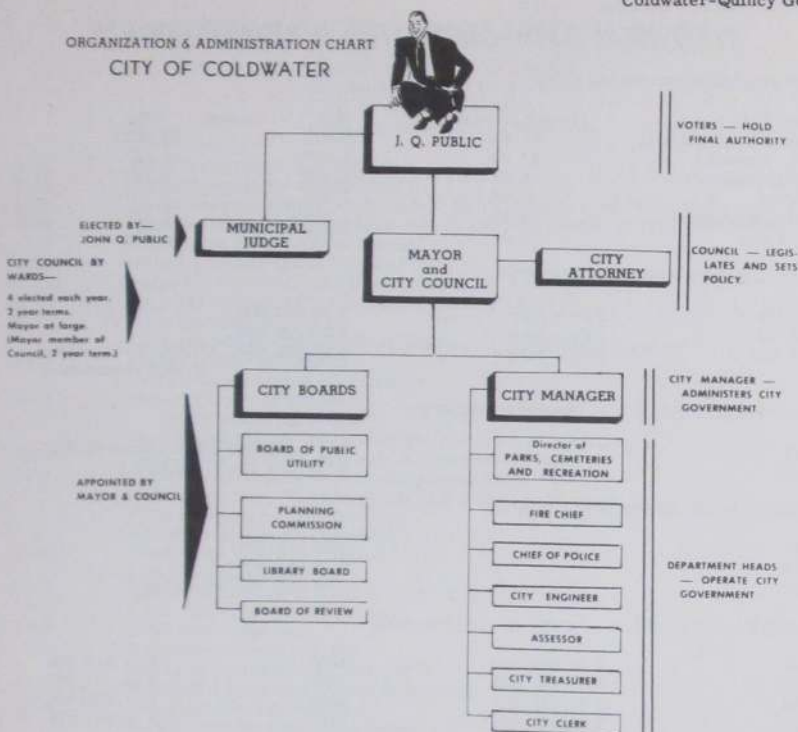 Coldwater-Quincy
ORGANIZATION & ADMINISTRATION CHART
CITY OF COLDWATER
J. Q. PUBLIC
VOTERS — HOLD
FINAL AUTHORITY
ELECTED BY—
JOHN Q. PUBLIC
MUNICIPAL
JUDGE
MAYOR
and
CITY COUNCIL
CITY
ATTORNEY
COUNCIL — LEGIS-
LATES AND SETS
POLICY
CITY COUNCIL BY
WARDS—
4 elected each year.
2 year terms.
Mayor at large.
(Mayor member of
Council, 2 year term.)
CITY BOARDS
CITY MANAGER
CITY MANAGER —
ADMINISTERS CITY
GOVERNMENT
APPOINTED BY
MAYOR & COUNCIL
BOARD OF PUBLIC
UTILITY
PLANNING
COMMISSION
LIBRARY BOARD
BOARD OF REVIEW
Director of
PARKS, CEMETERIES
AND RECREATION
FIRE CHIEF
CHIEF OF POLICE
CITY ENGINEER
ASSESSOR
CITY TREASURER
CITY CLERK
DEPARTMENT HEADS
— OPERATE CITY
GOVERNMENT